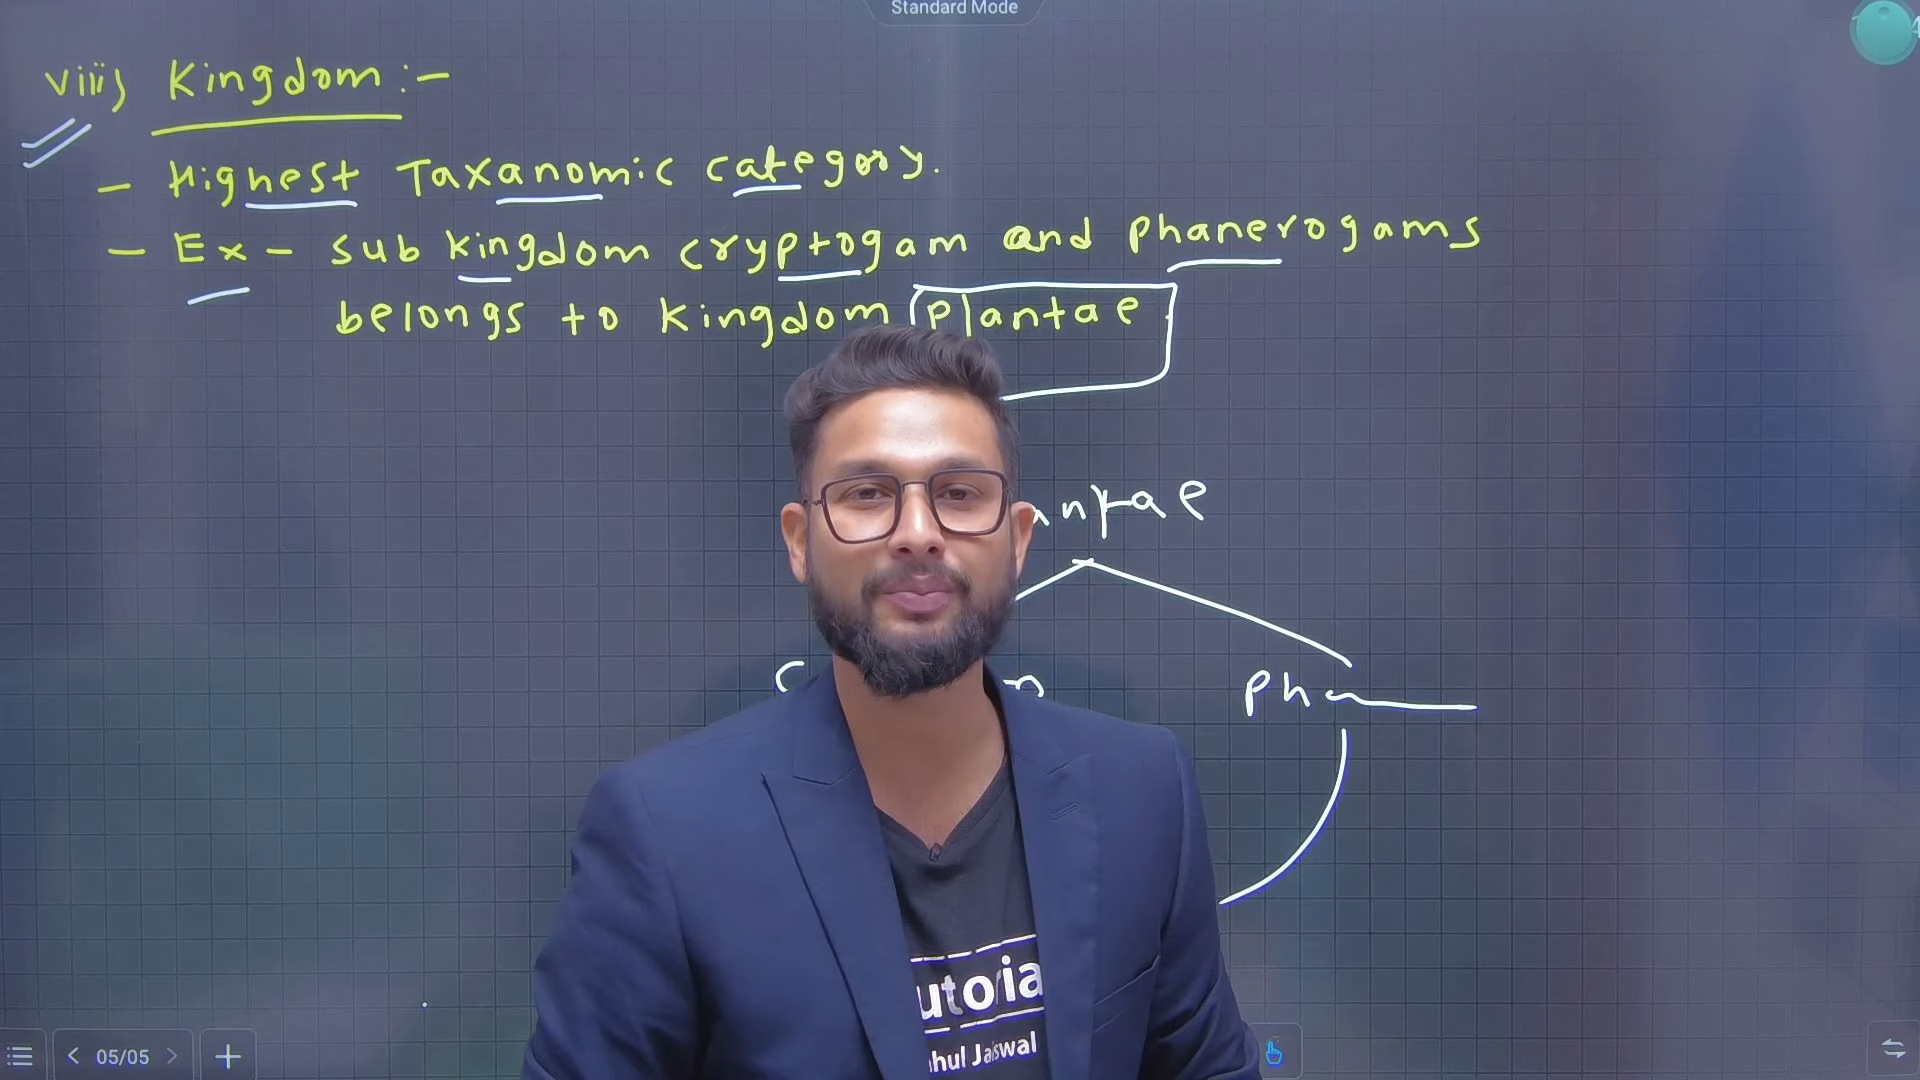 Standard Mode
viii) Kingdom :-
- Highest Taxanomic category.
- Ex - sub kingdom cryptogam and phanerogams
belongs to kingdom plantae
antae
ph
utoria
hul Jaiswal
05/05